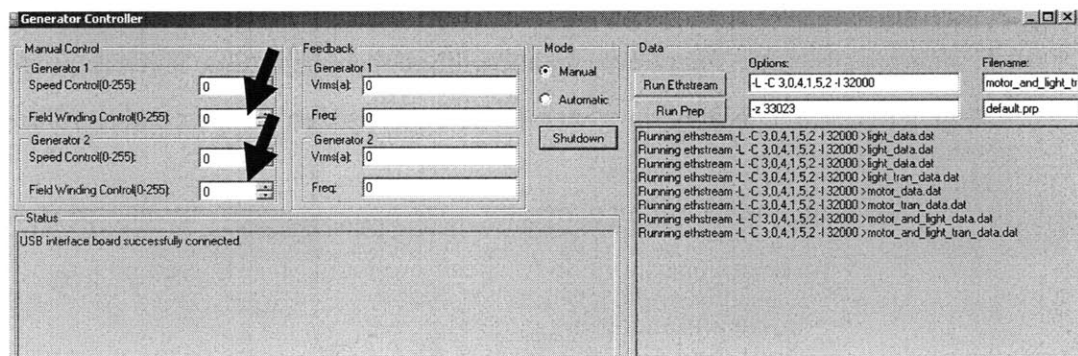 Generator Controller
Manual Control
Generator 1
Speed Control(0-255): 0
Field Winding Control(0-255): 0
Generator 2
Speed Control(0-255): 0
Field Winding Control(0-255): 0
Feedback
Generator 1
Vrms(a): 0
Freq: 0
Generator 2
Vrms(a): 0
Freq: 0
Mode
Manual
Automatic
Shutdown
Data
Options:
Filename:
Run Ethstream
-L -C 3,0,4,1,5,2 -I 32000
motor_and_light_tr
Run Prep
-z 33023
default.prp
Running ethstream -L -C 3,0,4,1,5,2 -I 32000 >light_data.dat
Running ethstream -L -C 3,0,4,1,5,2 -I 32000 >light_data.dat
Running ethstream -L -C 3,0,4,1,5,2 -I 32000 >light_data.dat
Running ethstream -L -C 3,0,4,1,5,2 -I 32000 >light_tran_data.dat
Running ethstream -L -C 3,0,4,1,5,2 -I 32000 >motor_data.dat
Running ethstream -L -C 3,0,4,1,5,2 -I 32000 >motor_tran_data.dat
Running ethstream -L -C 3,0,4,1,5,2 -I 32000 >motor_and_light_data.dat
Running ethstream -L -C 3,0,4,1,5,2 -I 32000 >motor_and_light_tran_data.dat
Status
USB interface board successfully connected.